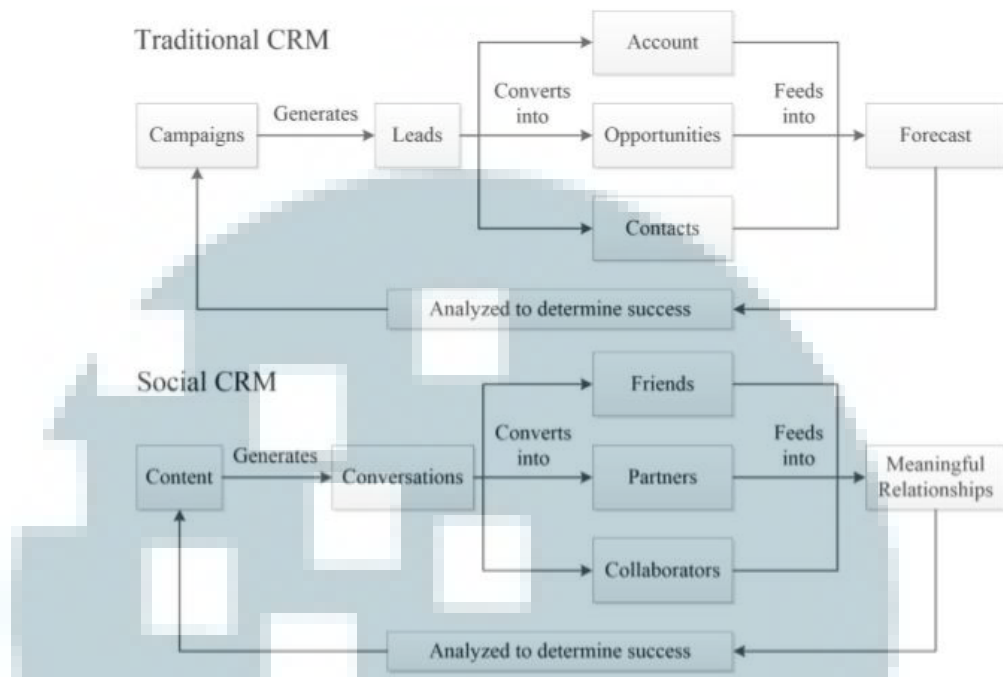 Traditional CRM
Account
Converts
into
Feeds
into
Generates
Campaigns
Leads
Opportunities
Forecast
Contacts
Analyzed to determine success
Social CRM
Friends
Converts
into
Feeds
into
Generates
Content
Conversations
Partners
Meaningful
Relationships
Collaborators
Analyzed to determine success